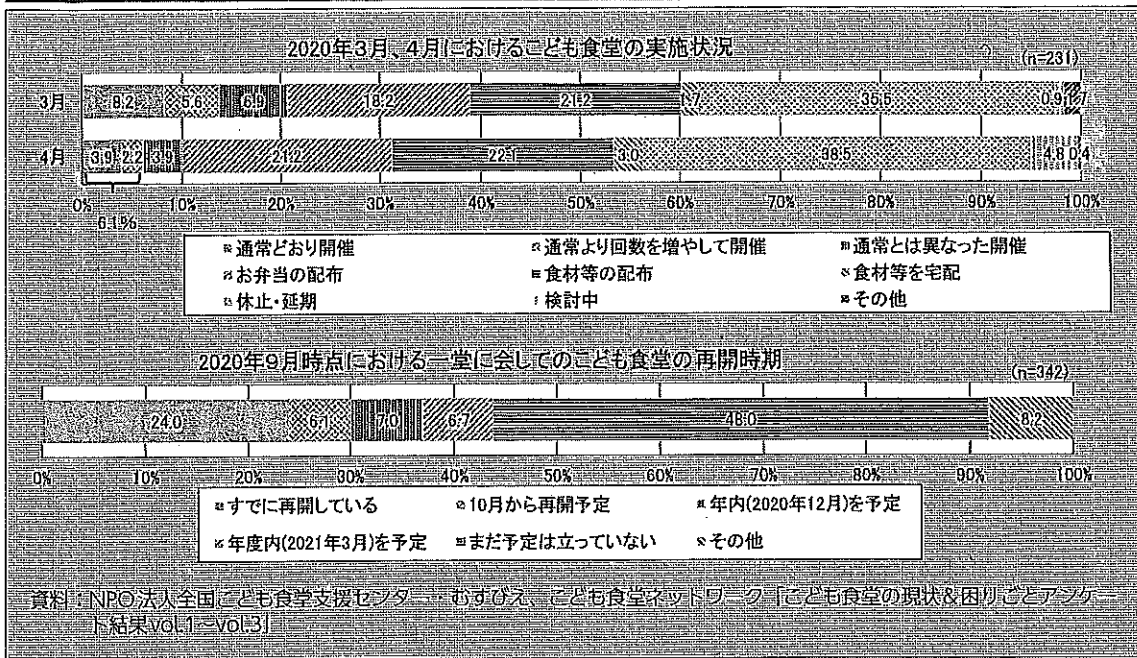 2020年3月、4月におけるこども食堂の実施状況
(n=231)
3月 8.2 5.6 6.9 18.2 21.2 1.7 35.5 0.9 1.7
4月 3.9 2.2 3.9 21.2 22.1 3.0 38.5 4.8 0.4
0% 10% 20% 30% 40% 50% 60% 70% 80% 90% 100%
6.1%
通常どおり開催 通常より回数を増やして開催 通常とは異なった開催
お弁当の配布 食材等の配布 食材等を宅配
休止・延期 検討中 その他
2020年9月時点における一堂に会してのこども食堂の再開時期
(n=342)
24.0 6.1 7.0 6.7 48.0 8.2
0% 10% 20% 30% 40% 50% 60% 70% 80% 90% 100%
すでに再開している 10月から再開予定 年内(2020年12月)を予定
年度内(2021年3月)を予定 まだ予定は立っていない その他
資料:NPO法人全国こども食堂支援センター・むすびえ、こども食堂ネットワーク「こども食堂の現状&困りごとアンケー
ト結果vol.1~vol.3」